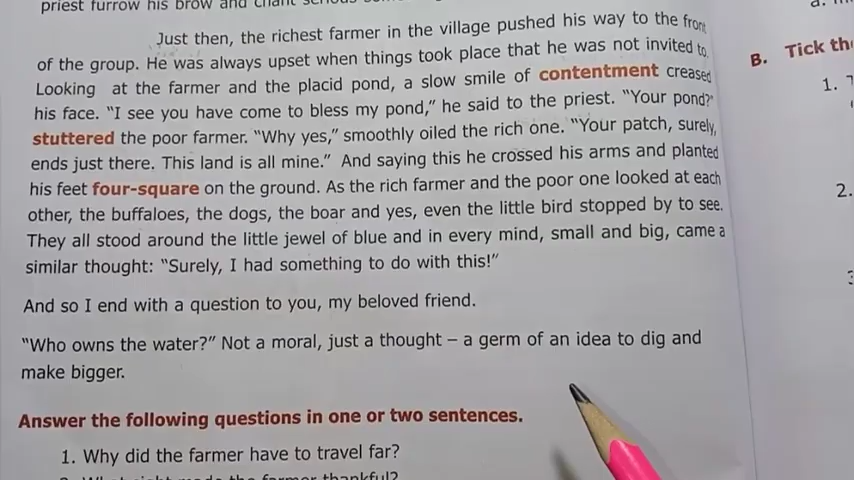 priest furrow his brow and chant
Just then, the richest farmer in the village pushed his way to the front
of the group. He was always upset when things took place that he was not invited to.
Looking at the farmer and the placid pond, a slow smile of contentment creased
his face. “I see you have come to bless my pond,” he said to the priest. “Your pond?”
stuttered the poor farmer. “Why yes,” smoothly oiled the rich one. “Your patch, surely,
ends just there. This land is all mine.” And saying this he crossed his arms and planted
his feet four-square on the ground. As the rich farmer and the poor one looked at each
other, the buffaloes, the dogs, the boar and yes, even the little bird stopped by to see.
They all stood around the little jewel of blue and in every mind, small and big, came a
similar thought: “Surely, I had something to do with this!”
And so I end with a question to you, my beloved friend.
“Who owns the water?” Not a moral, just a thought – a germ of an idea to dig and
make bigger.
Answer the following questions in one or two sentences.
1. Why did the farmer have to travel far?
farmer thankful?
a.
B. Tick
1.
2.